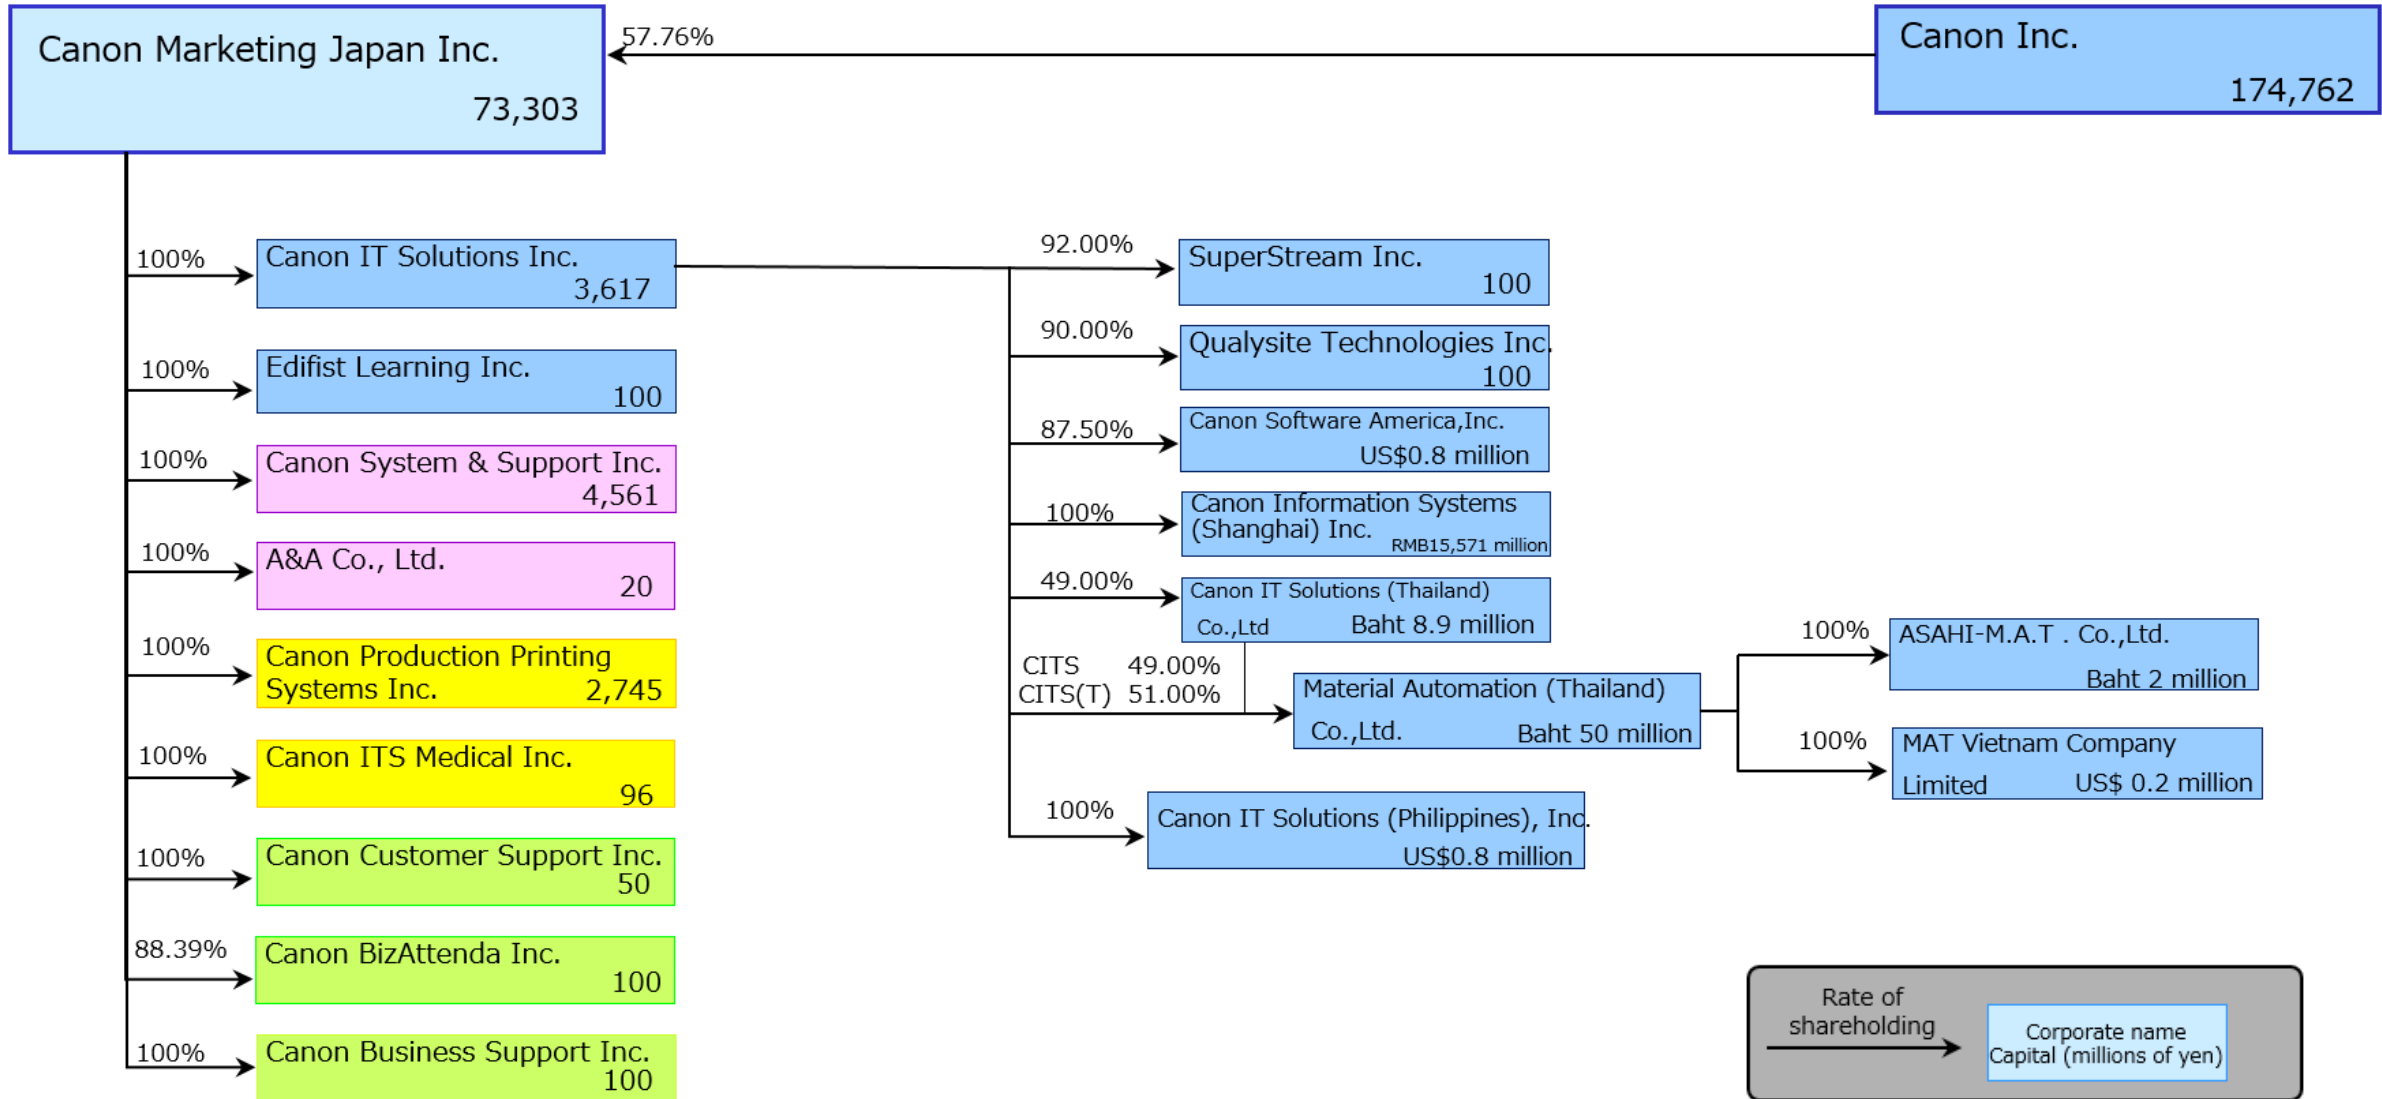 Canon Marketing Japan Inc.
73,303
57.76%
Canon Inc.
174,762
100%
Canon IT Solutions Inc.
3,617
100%
Edifist Learning Inc.
100
100%
Canon System & Support Inc.
4,561
100%
A&A Co., Ltd.
20
100%
Canon Production Printing
Systems Inc. 2,745
100%
Canon ITS Medical Inc.
96
100%
Canon Customer Support Inc.
50
88.39%
Canon BizAttenda Inc.
100
100%
Canon Business Support Inc.
100
92.00%
SuperStream Inc.
100
90.00%
Qualysite Technologies Inc.
100
87.50%
Canon Software America,Inc.
US$0.8 million
100%
Canon Information Systems
(Shanghai) Inc. RMB15,571 million
49.00%
Canon IT Solutions (Thailand)
Co.,Ltd Baht 8.9 million
CITS 49.00%
CITS(T) 51.00%
Material Automation (Thailand)
Co.,Ltd. Baht 50 million
100%
ASAHI-M.A.T . Co.,Ltd.
Baht 2 million
100%
MAT Vietnam Company
Limited US$ 0.2 million
100%
Canon IT Solutions (Philippines), Inc.
US$0.8 million
Rate of
shareholding
Corporate name
Capital (millions of yen)